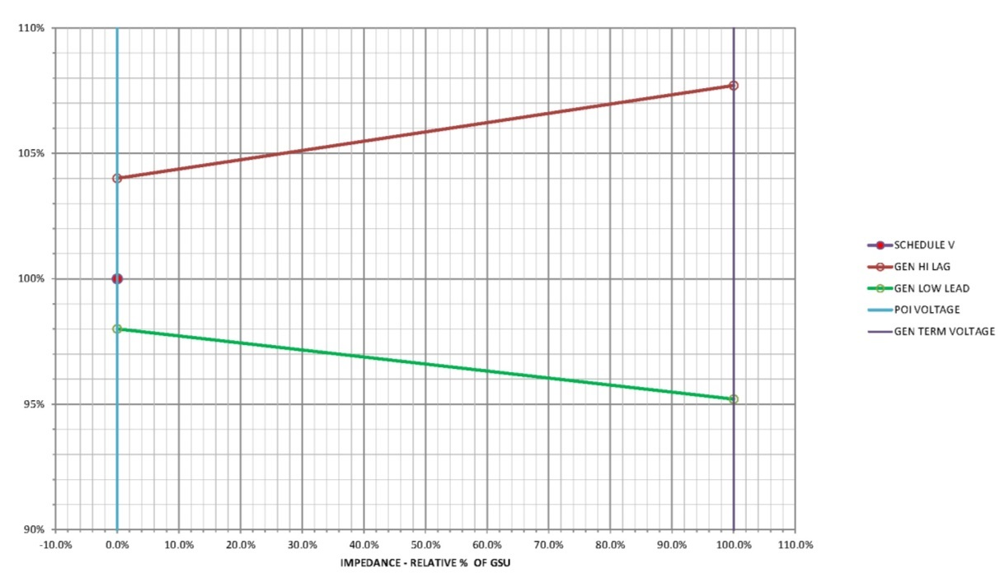 110%
105%
100%
95%
90%
-10.0% 0.0% 10.0% 20.0% 30.0% 40.0% 50.0% 60.0% 70.0% 80.0% 90.0% 100.0% 110.0%
IMPEDANCE - RELATIVE % OF GSU
SCHEDULE V
GEN HI LAG
GEN LOW LEAD
POI VOLTAGE
GEN TERM VOLTAGE